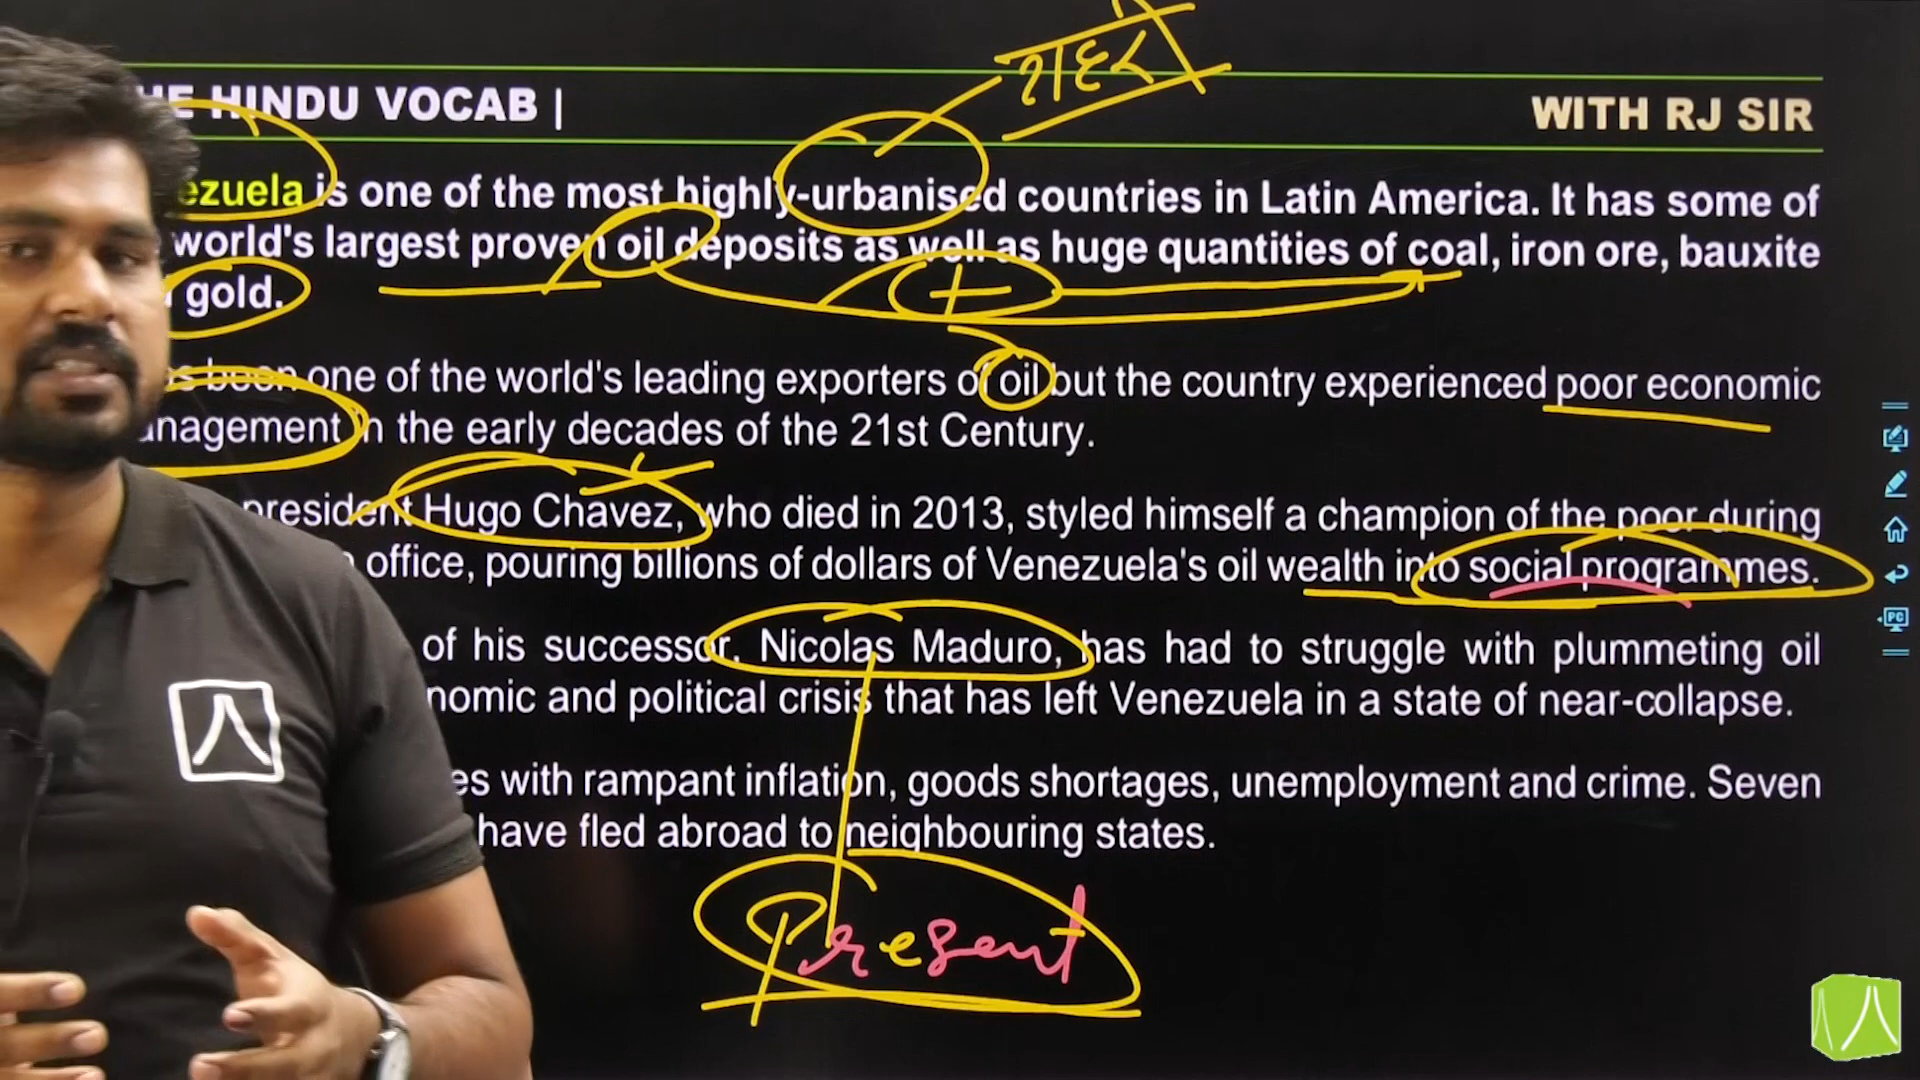 शहर
HE HINDU VOCAB |
WITH RJ SIR
ezuela is one of the most highly-urbanised countries in Latin America. It has some of
world's largest proven oil deposits as well as huge quantities of coal, iron ore, bauxite
gold.
+
one of the world's leading exporters of oil but the country experienced poor economic
anagement in the early decades of the 21st Century.
president Hugo Chavez, who died in 2013, styled himself a champion of the poor during
office, pouring billions of dollars of Venezuela's oil wealth into social programmes.
of his successor, Nicolas Maduro, has had to struggle with plummeting oil
nomic and political crisis that has left Venezuela in a state of near-collapse.
es with rampant inflation, goods shortages, unemployment and crime. Seven
have fled abroad to neighbouring states.
Present
PC